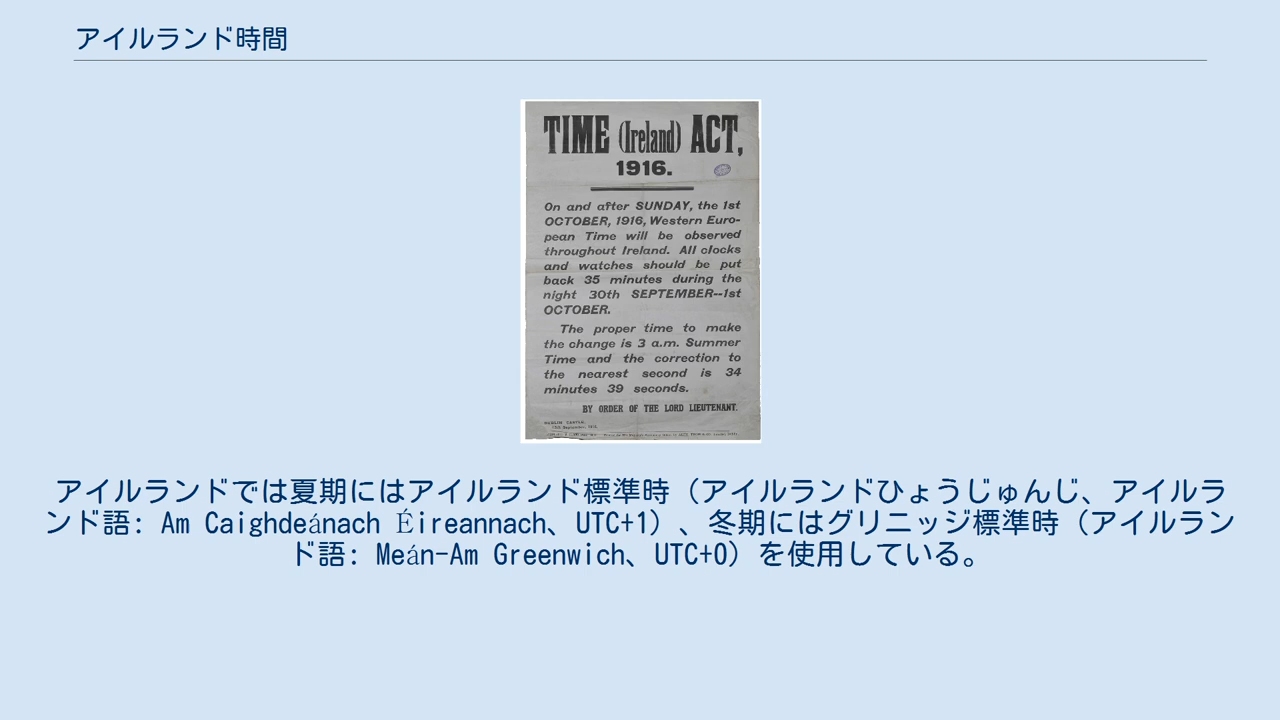 アイルランド時間
TIME (Ireland) ACT,
1916.
On and after SUNDAY, the 1st
OCTOBER, 1916, Western Euro-
pean Time will be observed
throughout Ireland. All clocks
and watches should be put
back 35 minutes during the
night 30th SEPTEMBER--1st
OCTOBER.
The proper time to make
the change is 3 a.m. Summer
Time and the correction to
the nearest second is 34
minutes 39 seconds.
BY ORDER OF THE LORD LIEUTENANT.
アイルランドでは夏期にはアイルランド標準時（アイルランドひょうじゅんじ、アイルラ
ンド語: Am Caighdeánach Éireannach、UTC+1）、冬期にはグリニッジ標準時（アイルラン
ド語: Meán-Am Greenwich、UTC+0）を使用している。